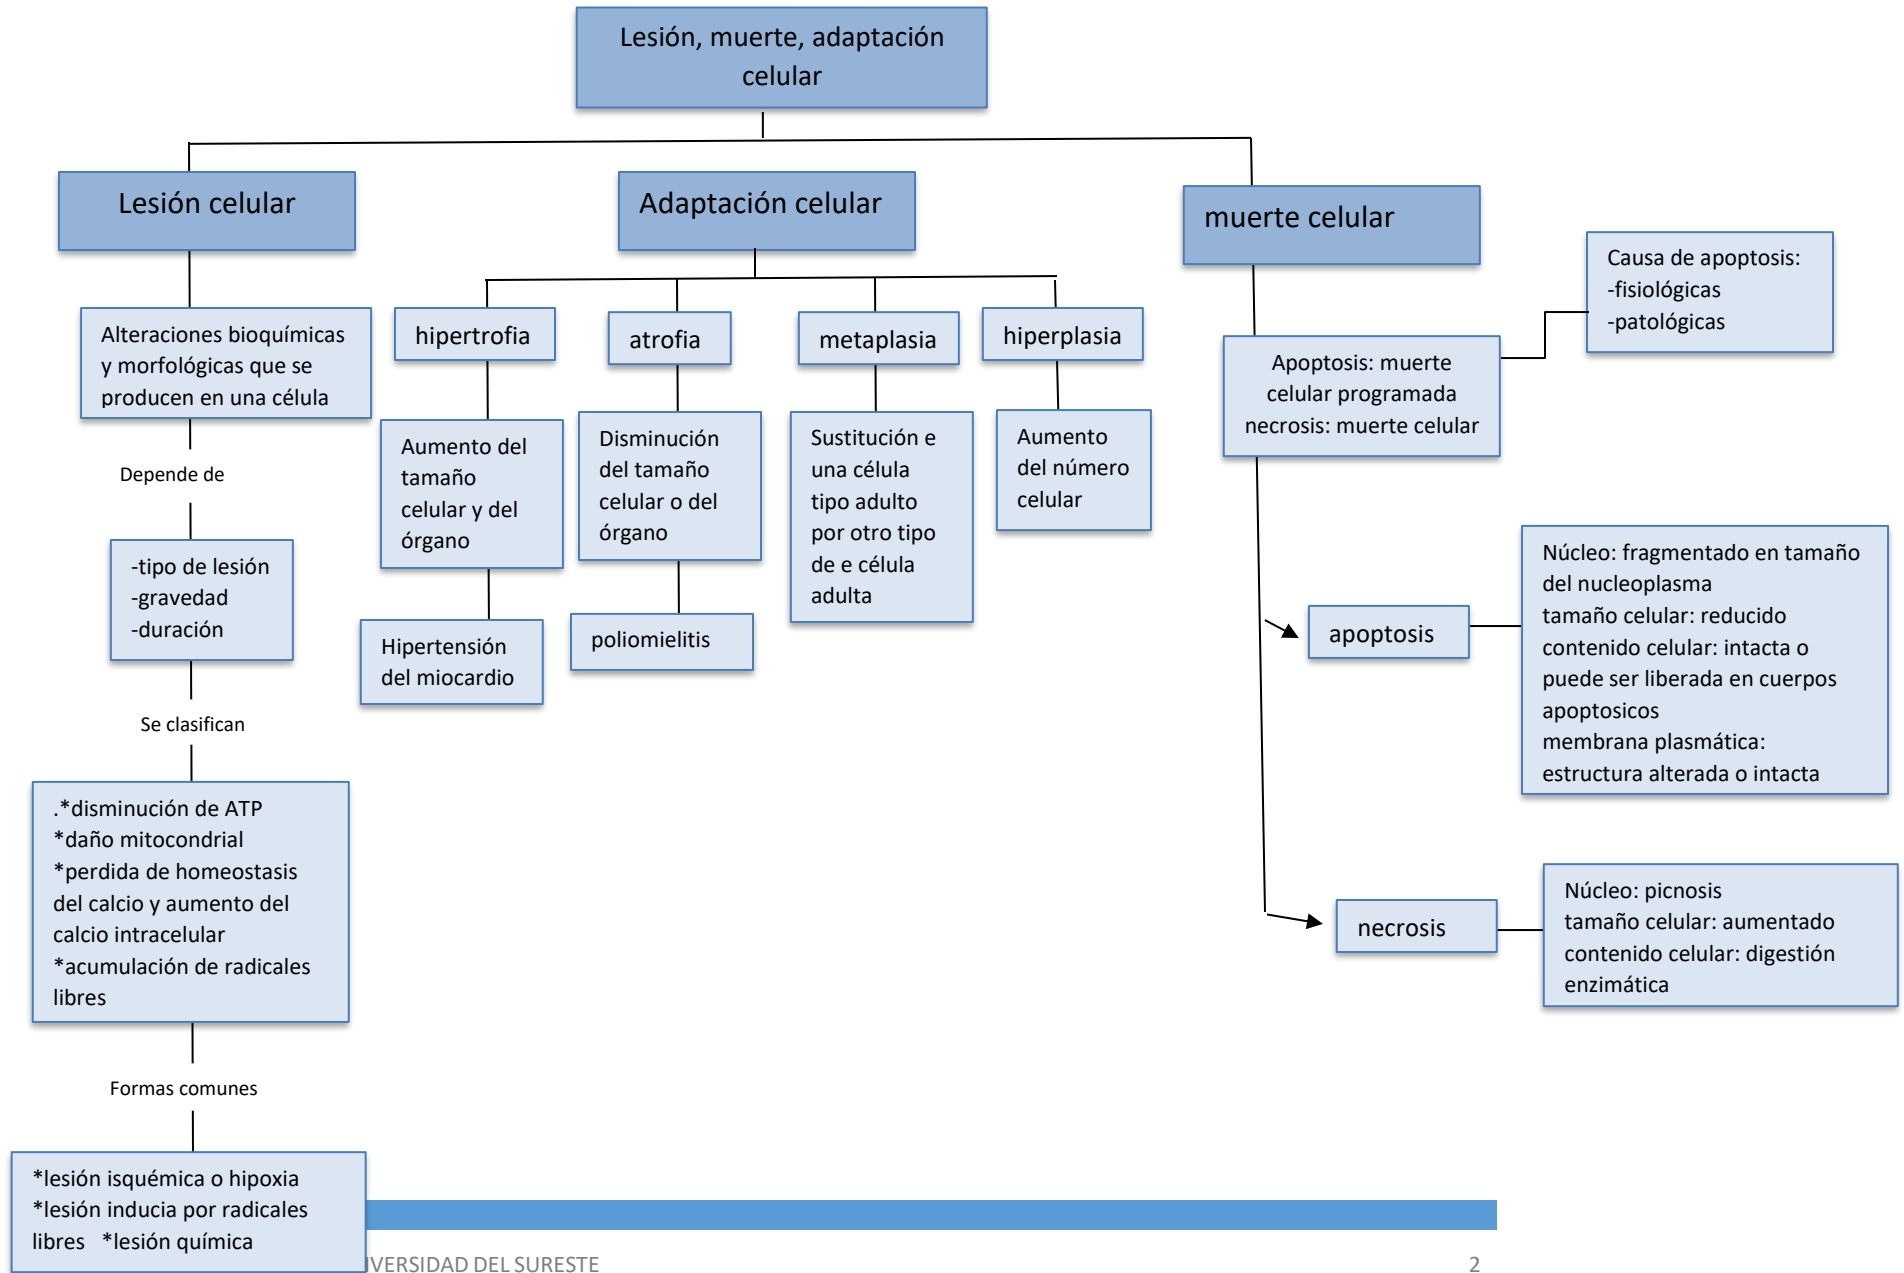 Lesión, muerte, adaptación
celular
Lesión celular
Adaptación celular
muerte celular
Causa de apoptosis:
-fisiológicas
-patológicas
Alteraciones bioquímicas
y morfológicas que se
producen en una célula
hipertrofia
atrofia
metaplasia
hiperplasia
Apoptosis: muerte
celular programada
necrosis: muerte celular
Depende de
Aumento del
tamaño
celular y del
órgano
Disminución
del tamaño
celular o del
órgano
Sustitución e
una célula
tipo adulto
por otro tipo
de e célula
adulta
Aumento
del número
celular
-tipo de lesión
-gravedad
-duración
Hipertensión
del miocardio
poliomielitis
apoptosis
Núcleo: fragmentado en tamaño
del nucleoplasma
tamaño celular: reducido
contenido celular: intacta o
puede ser liberada en cuerpos
apoptosicos
membrana plasmática:
estructura alterada o intacta
Se clasifican
.*disminución de ATP
*daño mitocondrial
*perdida de homeostasis
del calcio y aumento del
calcio intracelular
*acumulación de radicales
libres
necrosis
Núcleo: picnosis
tamaño celular: aumentado
contenido celular: digestión
enzimática
Formas comunes
*lesión isquémica o hipoxia
*lesión inducia por radicales
libres *lesión química
VERSIDAD DEL SURESTE
2